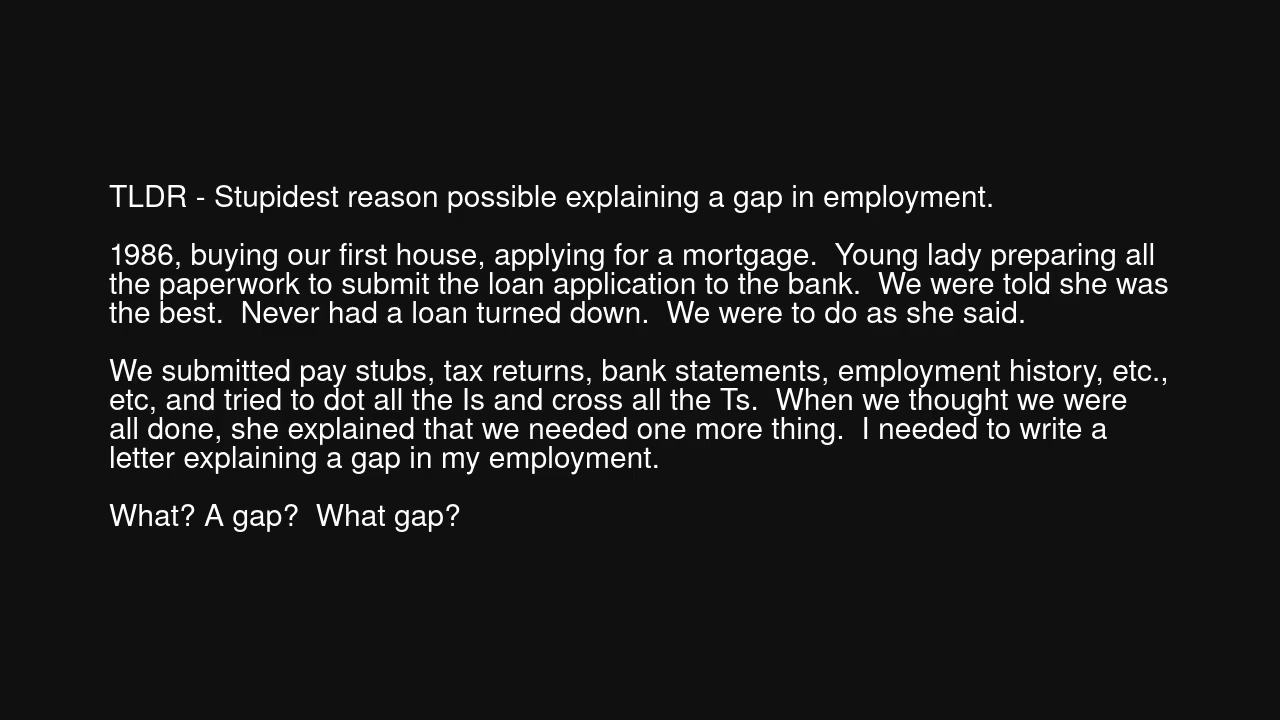 TLDR - Stupidest reason possible explaining a gap in employment.
1986, buying our first house, applying for a mortgage.  Young lady preparing all
the paperwork to submit the loan application to the bank.  We were told she was
the best.  Never had a loan turned down.  We were to do as she said.
We submitted pay stubs, tax returns, bank statements, employment history, etc.,
etc, and tried to dot all the Is and cross all the Ts.  When we thought we were
all done, she explained that we needed one more thing.  I needed to write a
letter explaining a gap in my employment.
What? A gap?  What gap?